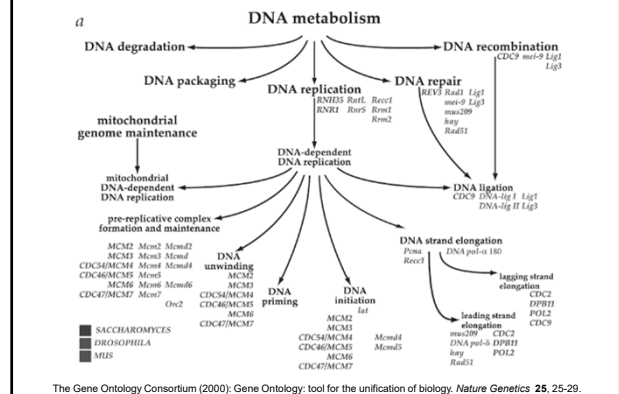 a
DNA metabolism
DNA degradation
DNA recombination
CDC9 mei-9 Lig1
Lig3
DNA packaging
DNA replication
RNH35 RntL Recc1
RNR1 RnrS Rrm1
Rrm2
DNA repair
REV3 Rad1 Lig1
mei-9 Lig3
mus209
hay
Rad51
mitochondrial
genome maintenance
DNA-dependent
DNA replication
mitochondrial
DNA-dependent
DNA replication
DNA ligation
CDC9 DNA-lig I Lig1
DNA-lig II Lig3
pre-replicative complex
formation and maintenance
MCM2 Mcm2 Mcmd2
MCM3 Mcm3 Mcmd
CDC54/MCM4 Mcm4 Mcmd4
CDC46/MCM5 Mcm5
MCM6 Mcm6 Mcmd6
CDC47/MCM7 Mcm7
Orc2
DNA
unwinding
MCM2
MCM3
CDC54/MCM4
CDC46/MCM5
MCM6
CDC47/MCM7
DNA
priming
DNA
initiation
lat
MCM2
MCM3
CDC54/MCM4 Mcmd4
CDC46/MCM5 Mcmd5
MCM6
CDC47/MCM7
DNA strand elongation
Pcna DNA pol-α 180
Recc1
lagging strand
elongation
CDC2
DPB11
POL2
CDC9
leading strand
elongation
mus209 CDC2
DNA pol-δ DPB11
hay POL2
Rad51
SACCHAROMYCES
DROSOPHILA
MUS
The Gene Ontology Consortium (2000): Gene Ontology: tool for the unification of biology. Nature Genetics 25, 25-29.